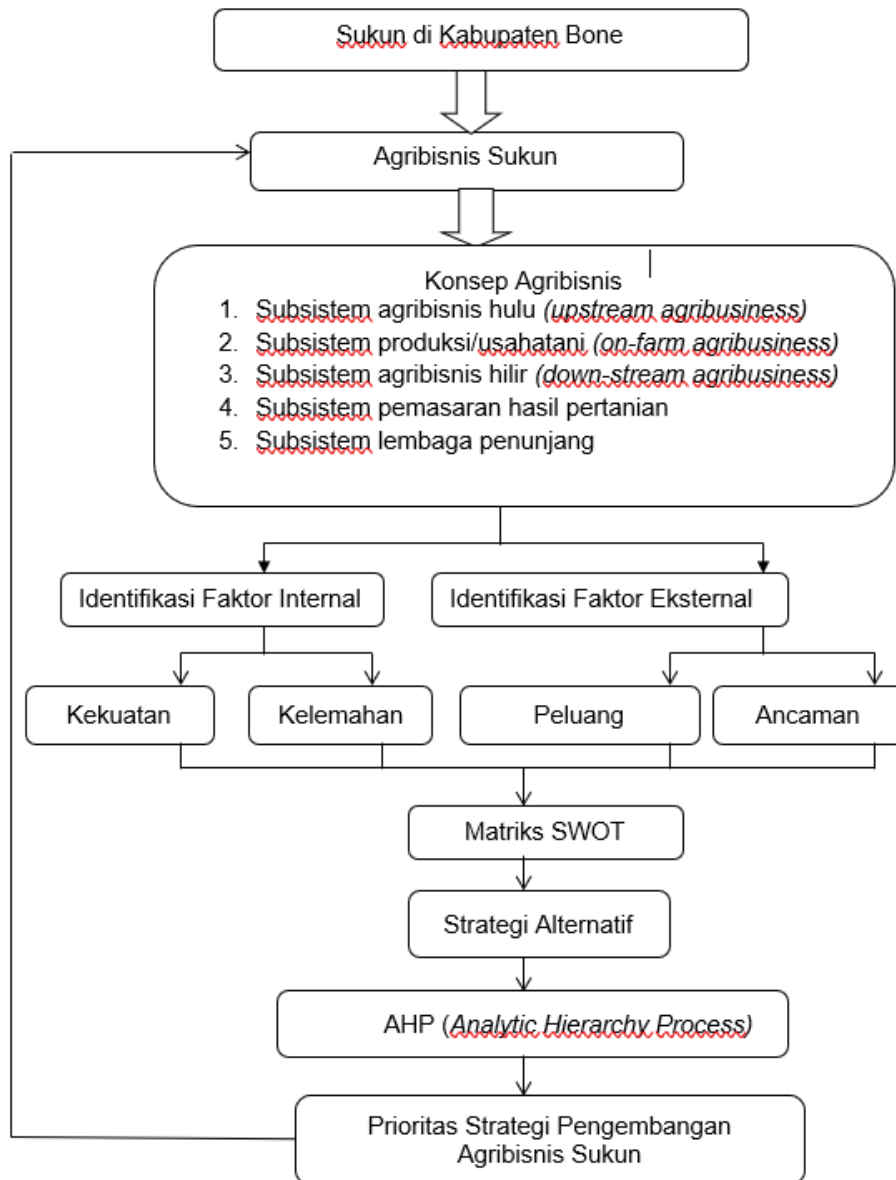 Sukun di Kabupaten Bone
Agribisnis Sukun
Konsep Agribisnis
1. Subsistem agribisnis hulu (upstream agribusiness)
2. Subsistem produksi/usahatani (on-farm agribusiness)
3. Subsistem agribisnis hilir (down-stream agribusiness)
4. Subsistem pemasaran hasil pertanian
5. Subsistem lembaga penunjang
Identifikasi Faktor Internal
Identifikasi Faktor Eksternal
Kekuatan
Kelemahan
Peluang
Ancaman
Matriks SWOT
Strategi Alternatif
AHP (Analytic Hierarchy Process)
Prioritas Strategi Pengembangan
Agribisnis Sukun